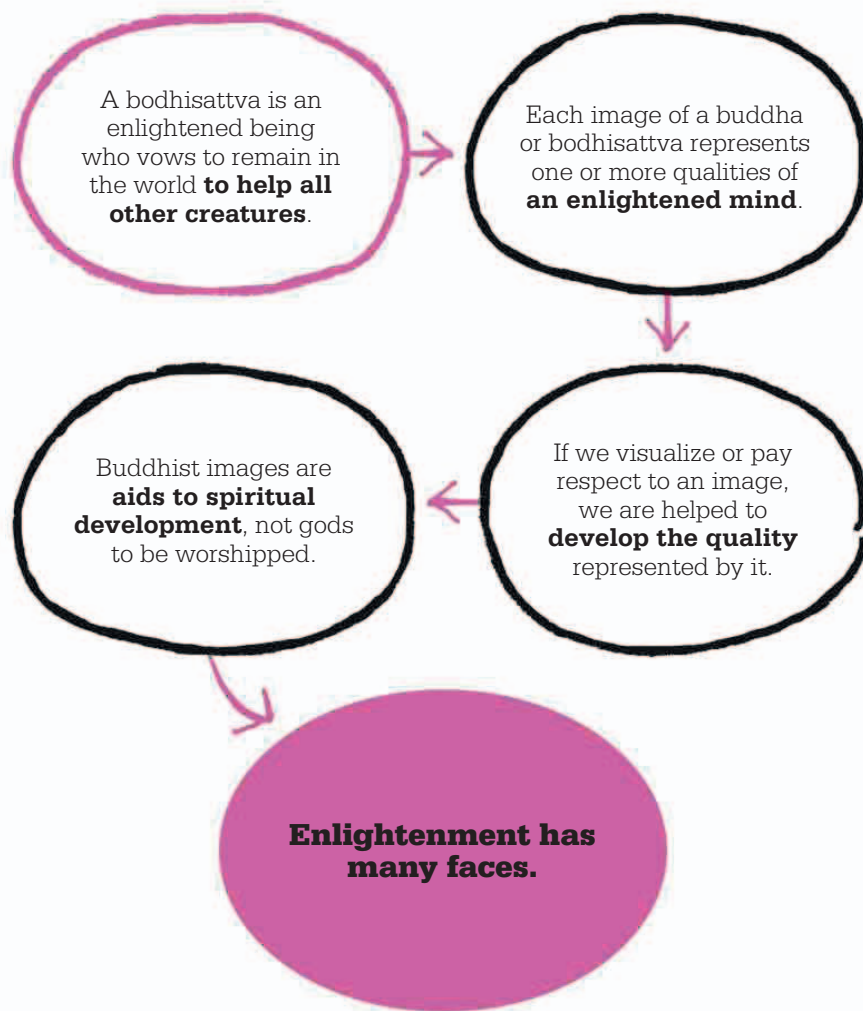 A bodhisattva is an
enlightened being
who vows to remain in
the world to help all
other creatures.
Each image of a buddha
or bodhisattva represents
one or more qualities of
an enlightened mind.
If we visualize or pay
respect to an image,
we are helped to
develop the quality
represented by it.
Buddhist images are
aids to spiritual
development, not gods
to be worshipped.
Enlightenment has
many faces.